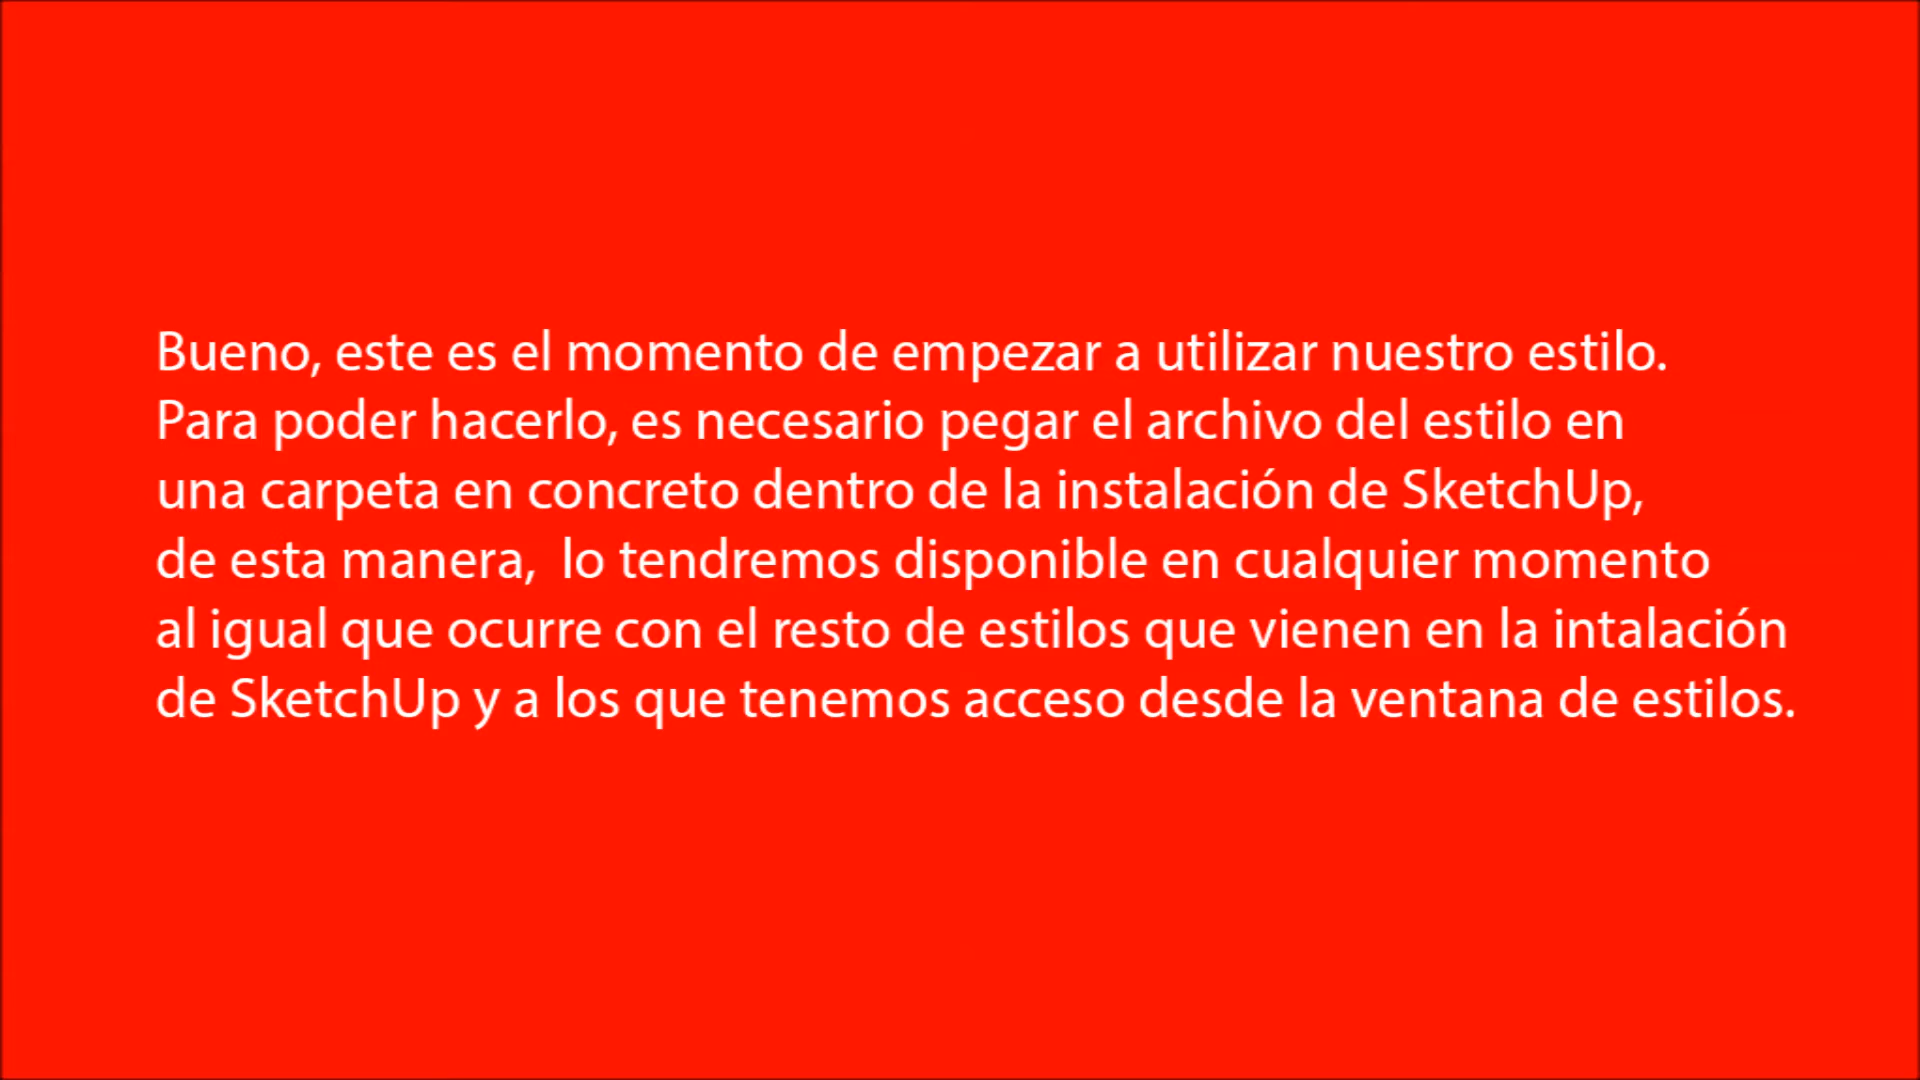 Bueno, este es el momento de empezar a utilizar nuestro estilo.
Para poder hacerlo, es necesario pegar el archivo del estilo en
una carpeta en concreto dentro de la instalación de SketchUp,
de esta manera,  lo tendremos disponible en cualquier momento
al igual que ocurre con el resto de estilos que vienen en la intalación
de SketchUp y a los que tenemos acceso desde la ventana de estilos.